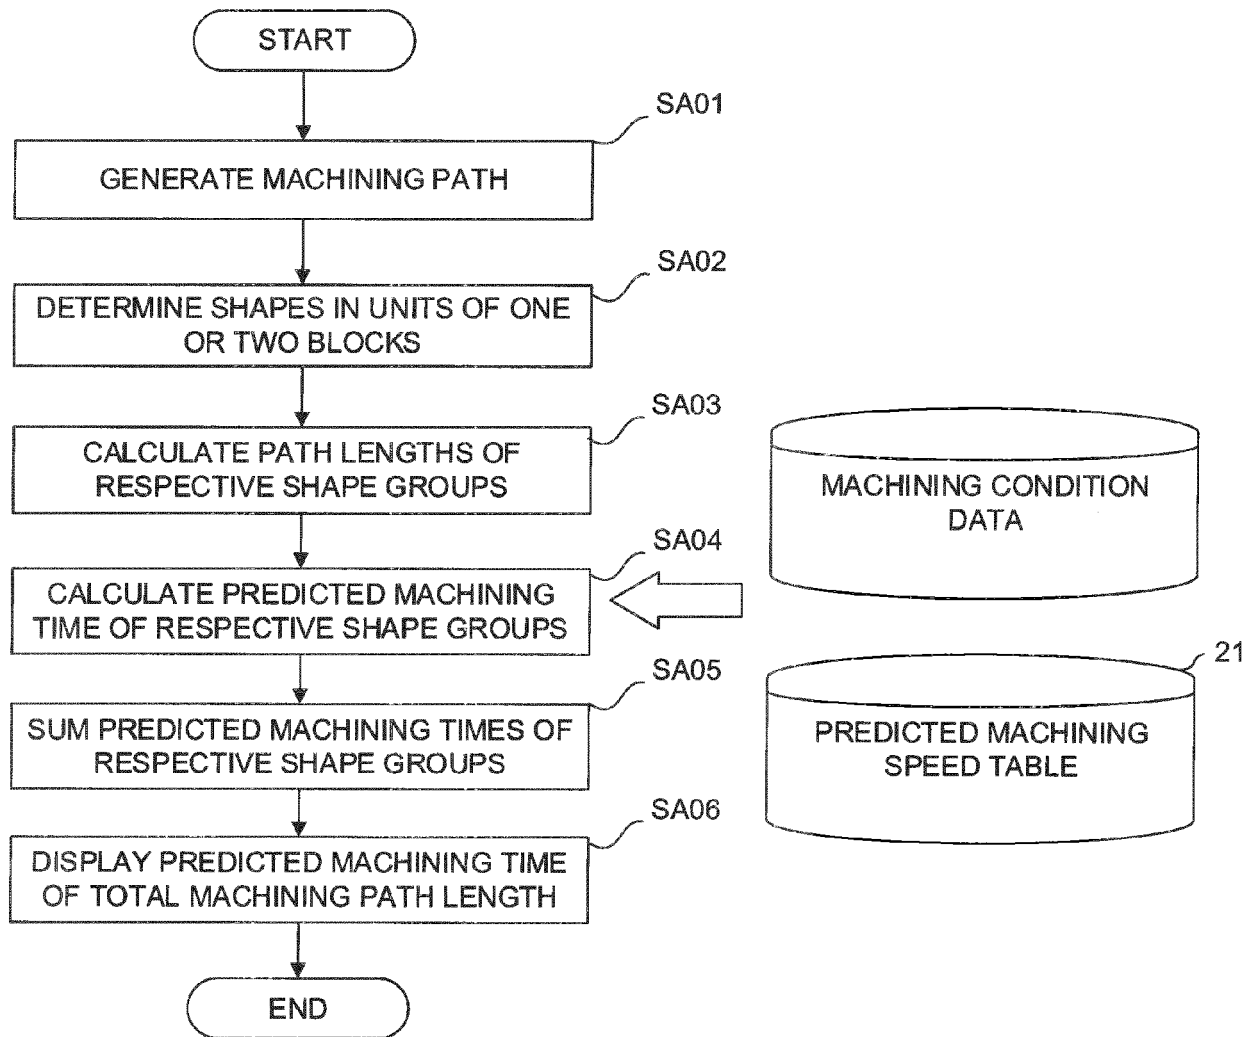 START
SA01
GENERATE MACHINING PATH
SA02
DETERMINE SHAPES IN UNITS OF ONE
OR TWO BLOCKS
SA03
CALCULATE PATH LENGTHS OF
RESPECTIVE SHAPE GROUPS
MACHINING CONDITION
DATA
SA04
CALCULATE PREDICTED MACHINING
TIME OF RESPECTIVE SHAPE GROUPS
21
SA05
SUM PREDICTED MACHINING TIMES OF
RESPECTIVE SHAPE GROUPS
PREDICTED MACHINING
SPEED TABLE
SA06
DISPLAY PREDICTED MACHINING TIME
OF TOTAL MACHINING PATH LENGTH
END